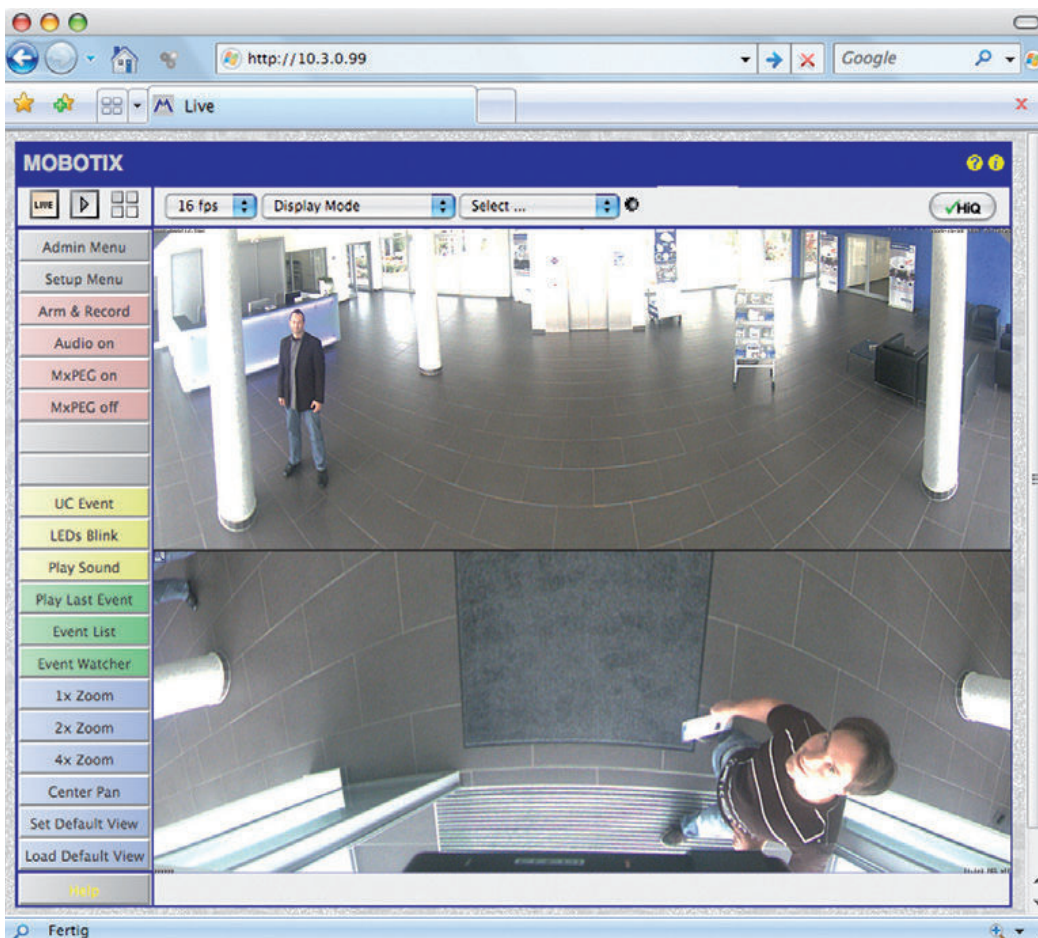 http://10.3.0.99
Google
Live
MOBOTIX
LIVE
16 fps
Display Mode
Select ...
HiQ
Admin Menu
Setup Menu
Arm & Record
Audio on
MxPEG on
MxPEG off
UC Event
LEDs Blink
Play Sound
Play Last Event
Event List
Event Watcher
1x Zoom
2x Zoom
4x Zoom
Center Pan
Set Default View
Load Default View
Help
Fertig